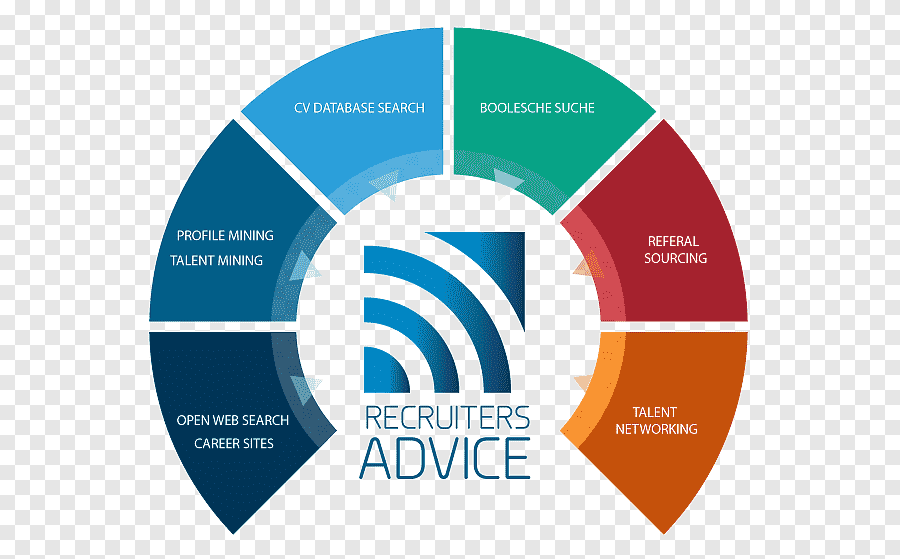 CV DATABASE SEARCH
BOOLESCHE SUCHE
PROFILE MINING
TALENT MINING
REFERAL
SOURCING
OPEN WEB SEARCH
CAREER SITES
TALENT
NETWORKING
RECRUITERS
ADVICE